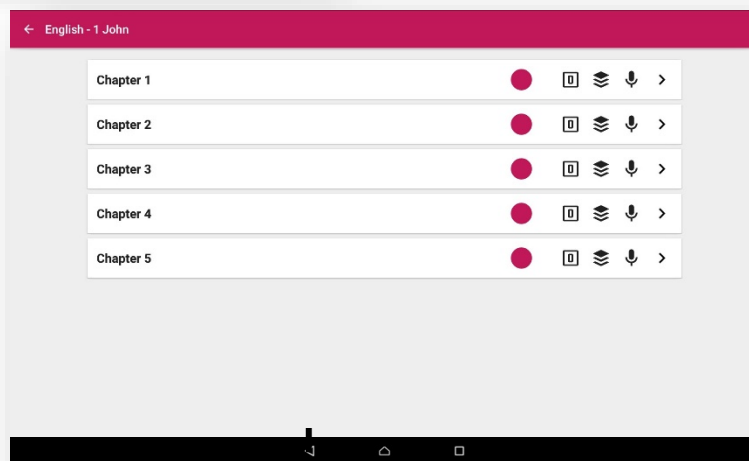 English - 1 John
Chapter 1
Chapter 2
Chapter 3
Chapter 4
Chapter 5